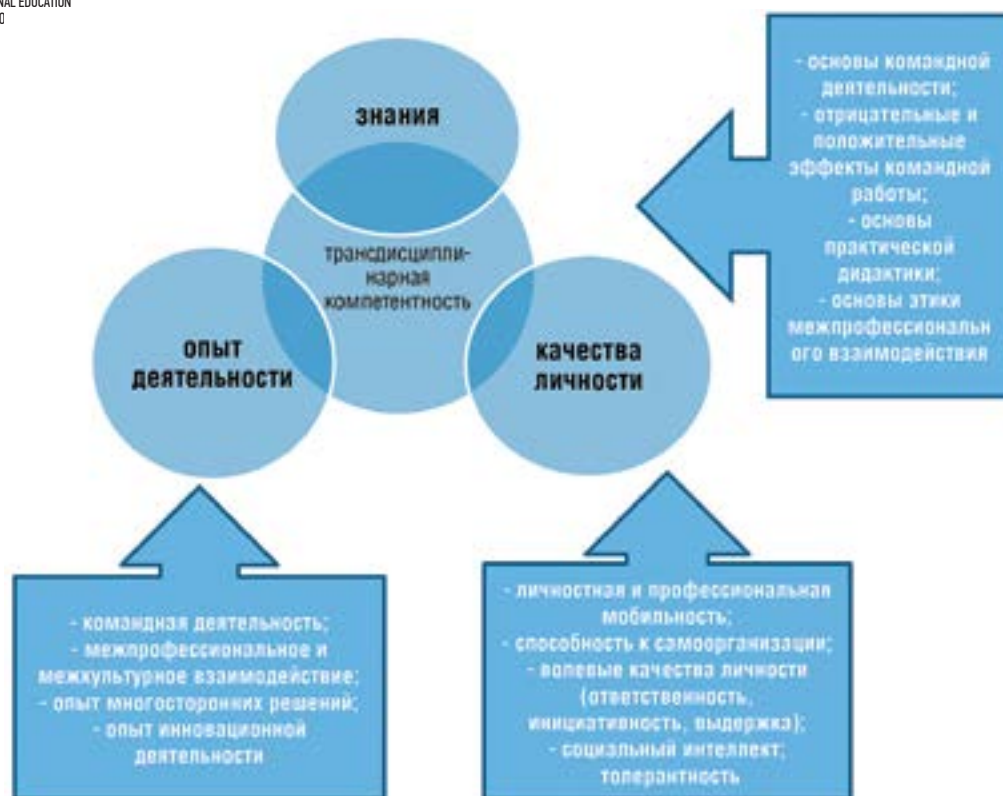 NAL EDUCATION
знания
трансдисципли-
нарная
компетентность
опыт
деятельности
качества
личности
- основы командной
деятельности;
- отрицательные и
положительные
эффекты командной
работы;
- основы
практической
дидактики;
- основы этики
межпрофессиональн
ого взаимодействия
- командная деятельность;
- межпрофессиональное и
межкультурное взаимодействие;
- опыт многосторонних решений;
- опыт инновационной
деятельности
- личностная и профессиональная
мобильность;
- способность к самоорганизации;
- волевые качества личности
(ответственность,
инициативность, выдержка);
- социальный интеллект;
толерантность